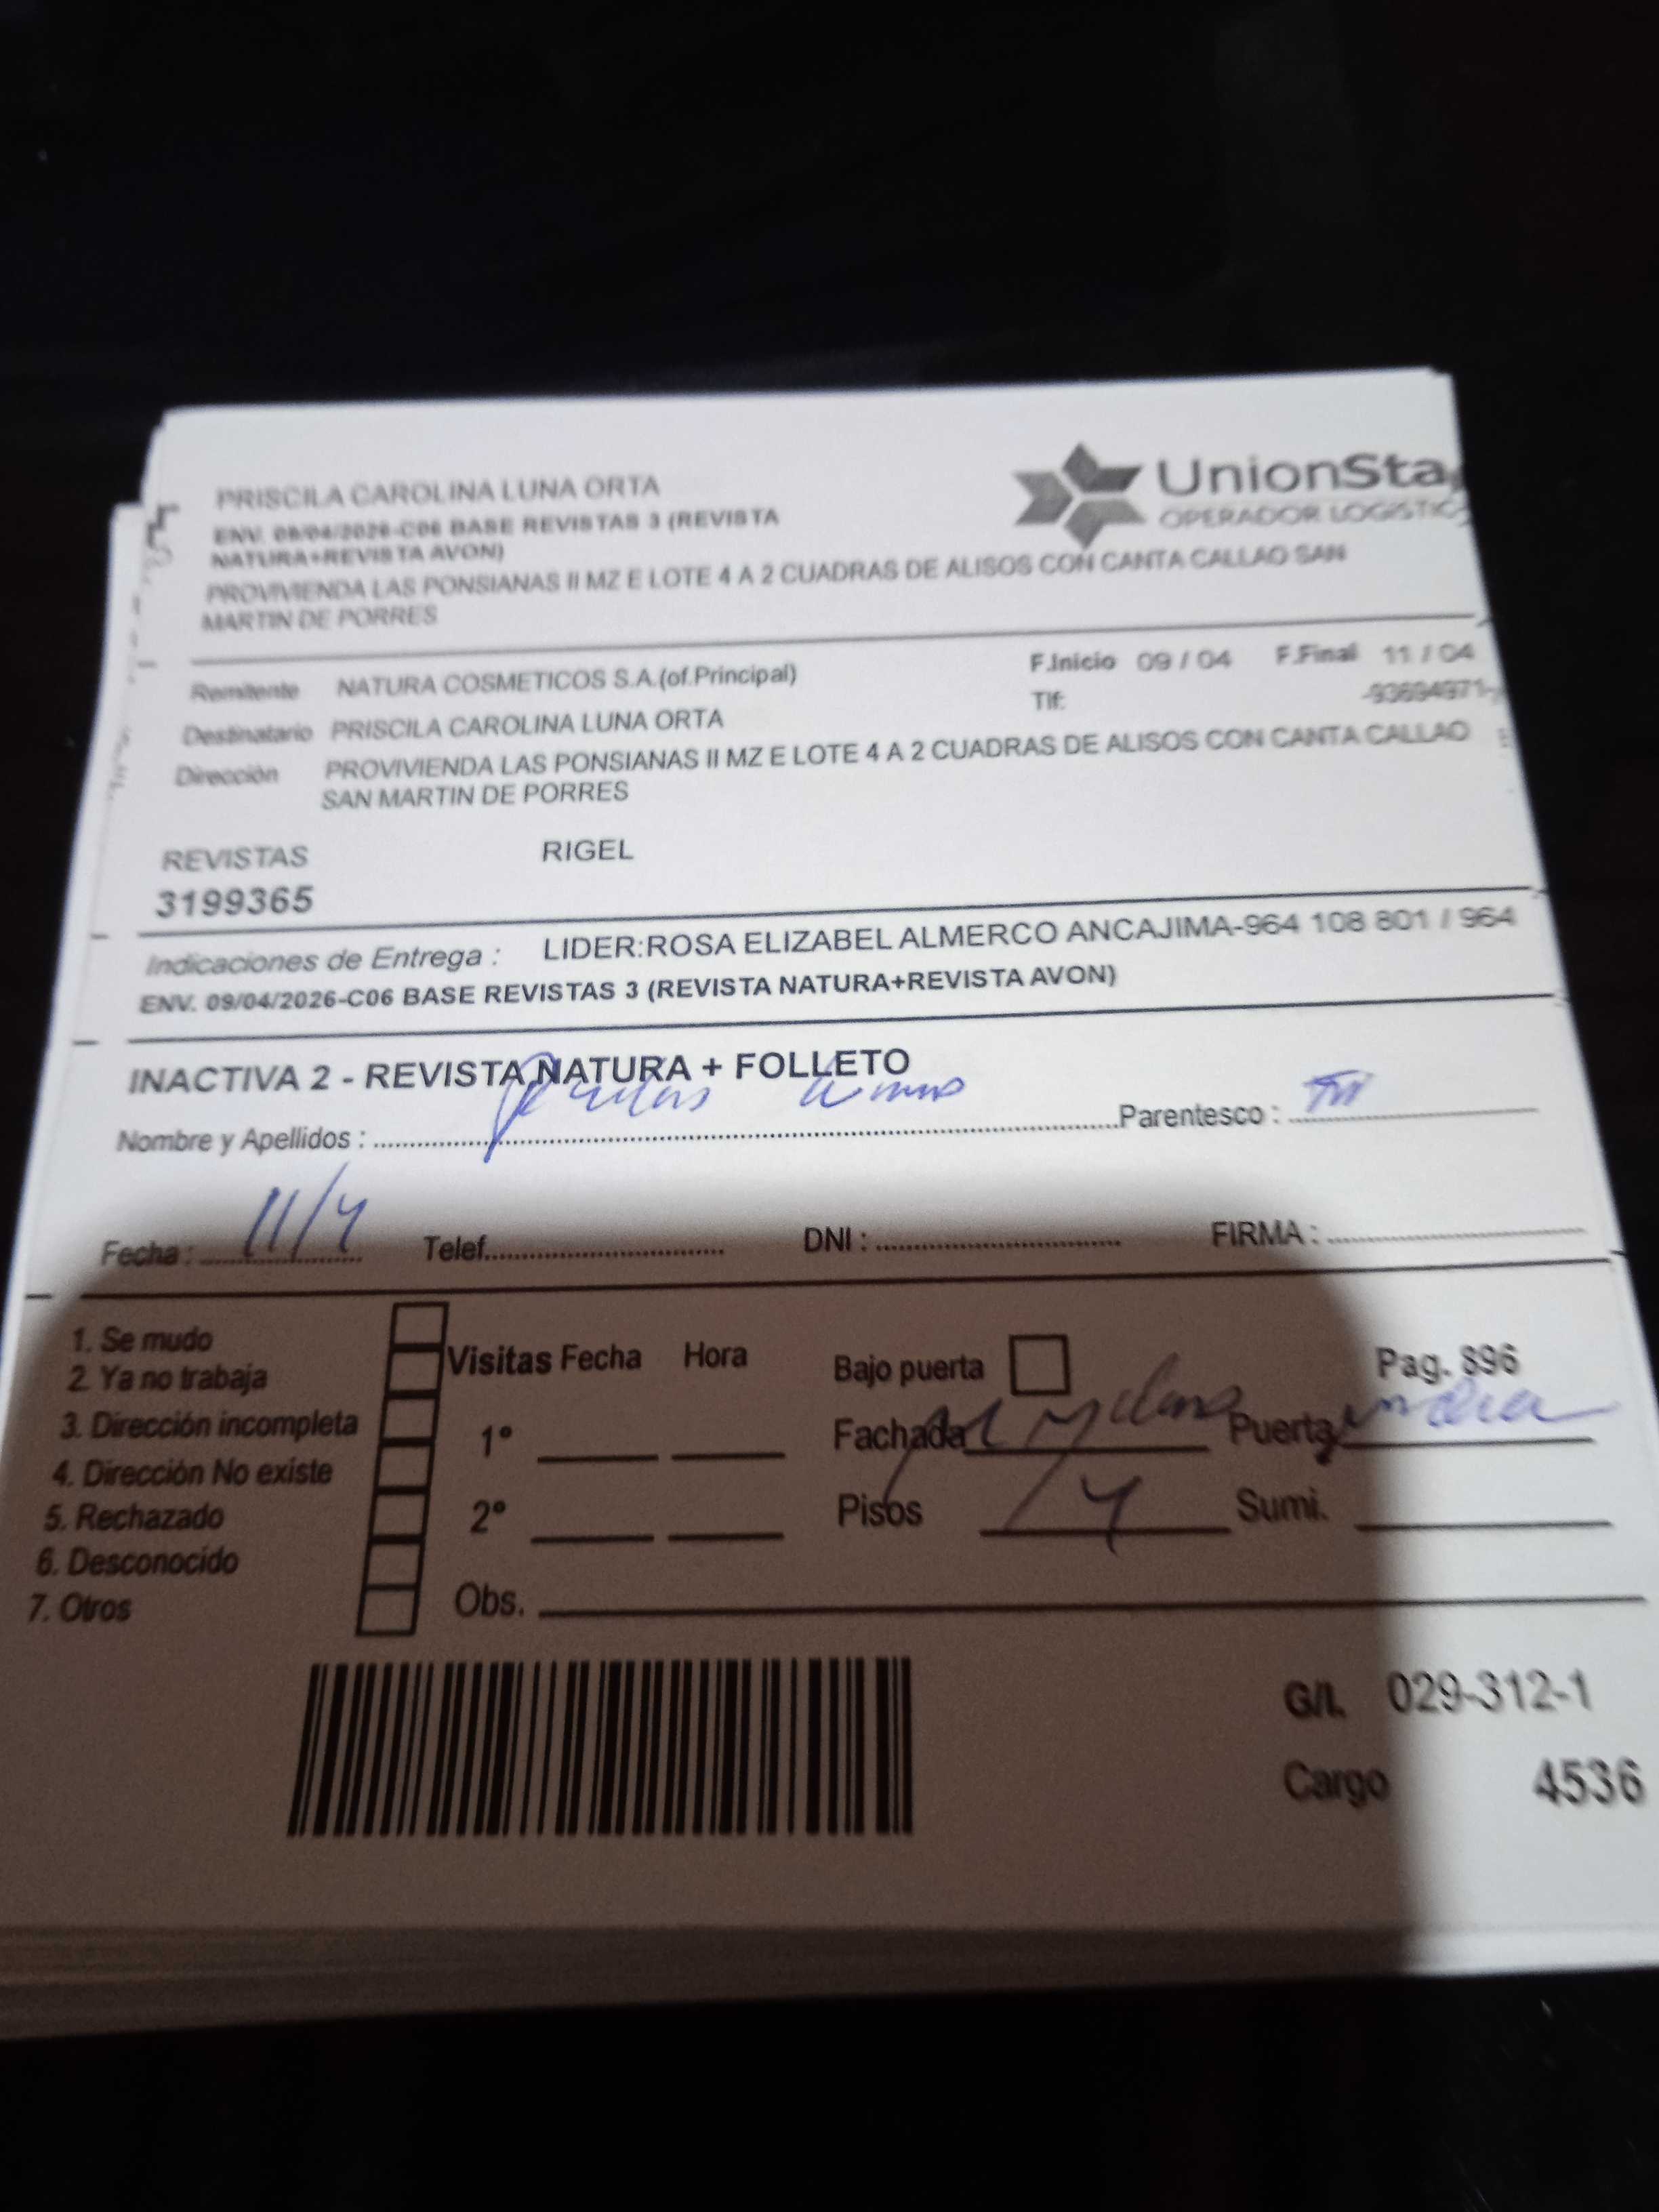 PRISCILA CAROLINA LUNA ORTA
UnionSta
OPERADOR LOGISTIC
ENV. 09/04/2026-C06 BASE REVISTAS 3 (REVISTA
NATURA+REVISTA AVON)
PROVIVIENDA LAS PONSIANAS II MZ E LOTE 4 A 2 CUADRAS DE ALISOS CON CANTA CALLAO SAN
MARTIN DE PORRES
Remitente NATURA COSMETICOS S.A.(of.Principal) F.Inicio 09 / 04 F.Final 11 / 04
Tlf: -93694971-
Destinatario PRISCILA CAROLINA LUNA ORTA
Dirección PROVIVIENDA LAS PONSIANAS II MZ E LOTE 4 A 2 CUADRAS DE ALISOS CON CANTA CALLAO
SAN MARTIN DE PORRES
REVISTAS RIGEL
3199365
Indicaciones de Entrega : LIDER:ROSA ELIZABEL ALMERCO ANCAJIMA-964 108 801 / 964
ENV. 09/04/2026-C06 BASE REVISTAS 3 (REVISTA NATURA+REVISTA AVON)
INACTIVA 2 - REVISTA NATURA + FOLLETO
Nombre y Apellidos : Parentesco :
Fecha : 11/4 Telef. DNI : FIRMA :
1. Se mudo
2. Ya no trabaja
3. Dirección incompleta
4. Dirección No existe
5. Rechazado
6. Desconocido
7. Otros
Visitas Fecha Hora
1°
2°
Obs.
Bajo puerta Pag. 896
Fachada Puerta
Pisos 4 Sumi.
G/I. 029-312-1
Cargo 4536